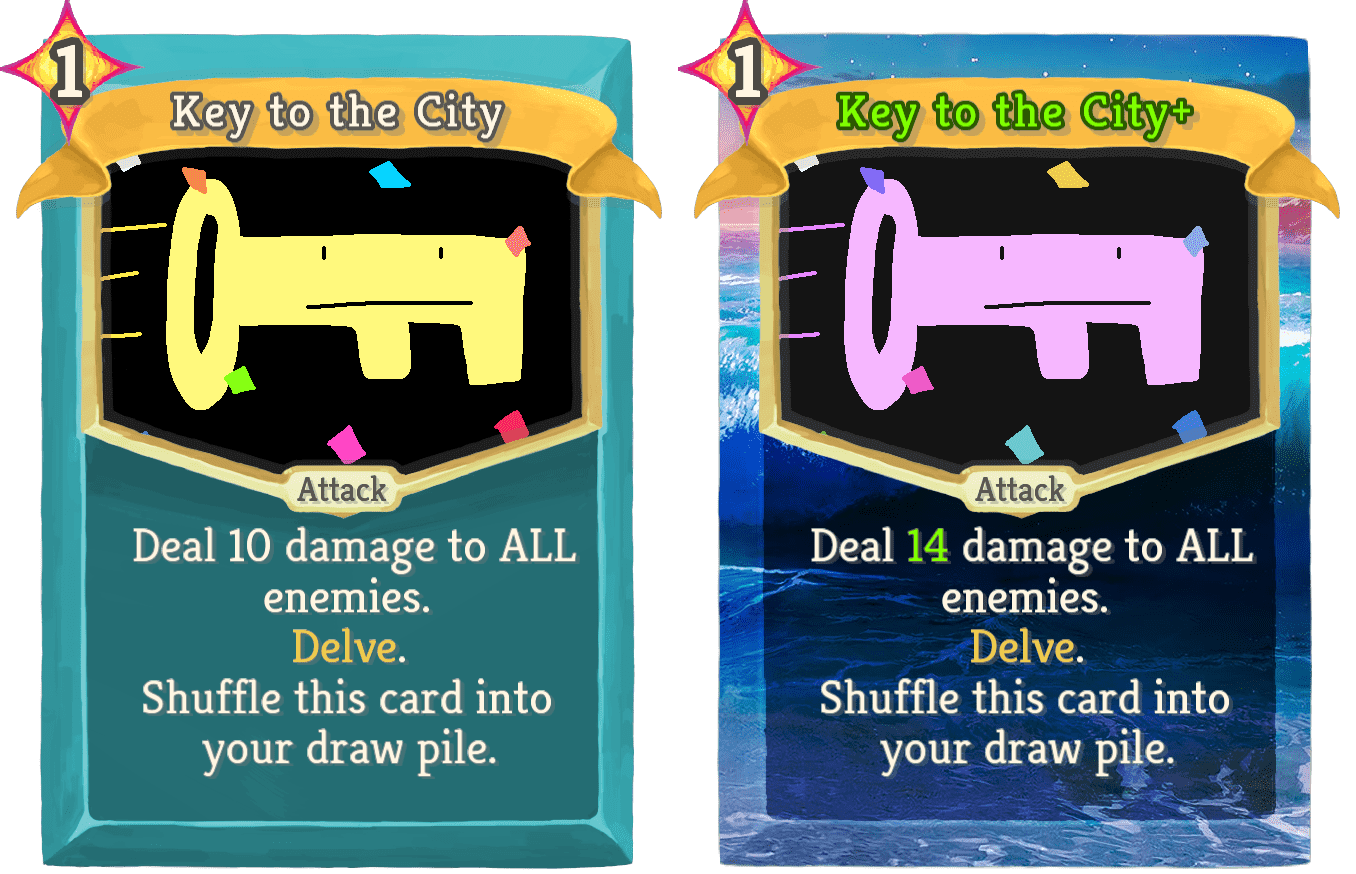 1
Key to the City
Attack
Deal 10 damage to ALL
enemies.
Delve.
Shuffle this card into
your draw pile.
1
Key to the City+
Attack
Deal 14 damage to ALL
enemies.
Delve.
Shuffle this card into
your draw pile.